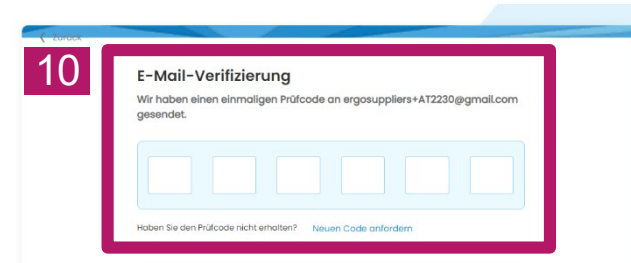 Zurück
10
E-Mail-Verifizierung
Wir haben einen einmaligen Prüfcode an ergosuppliers+AT2230@gmail.com
gesendet.
Haben Sie den Prüfcode nicht erhalten? Neuen Code anfordern